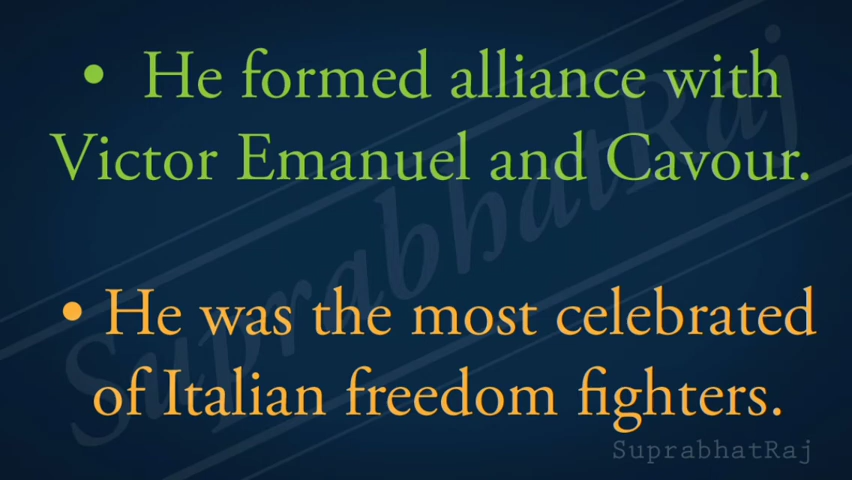 • He formed alliance with
Victor Emanuel and Cavour.
• He was the most celebrated
of Italian freedom fighters.
SuprabhatRaj
SuprabhatRaj